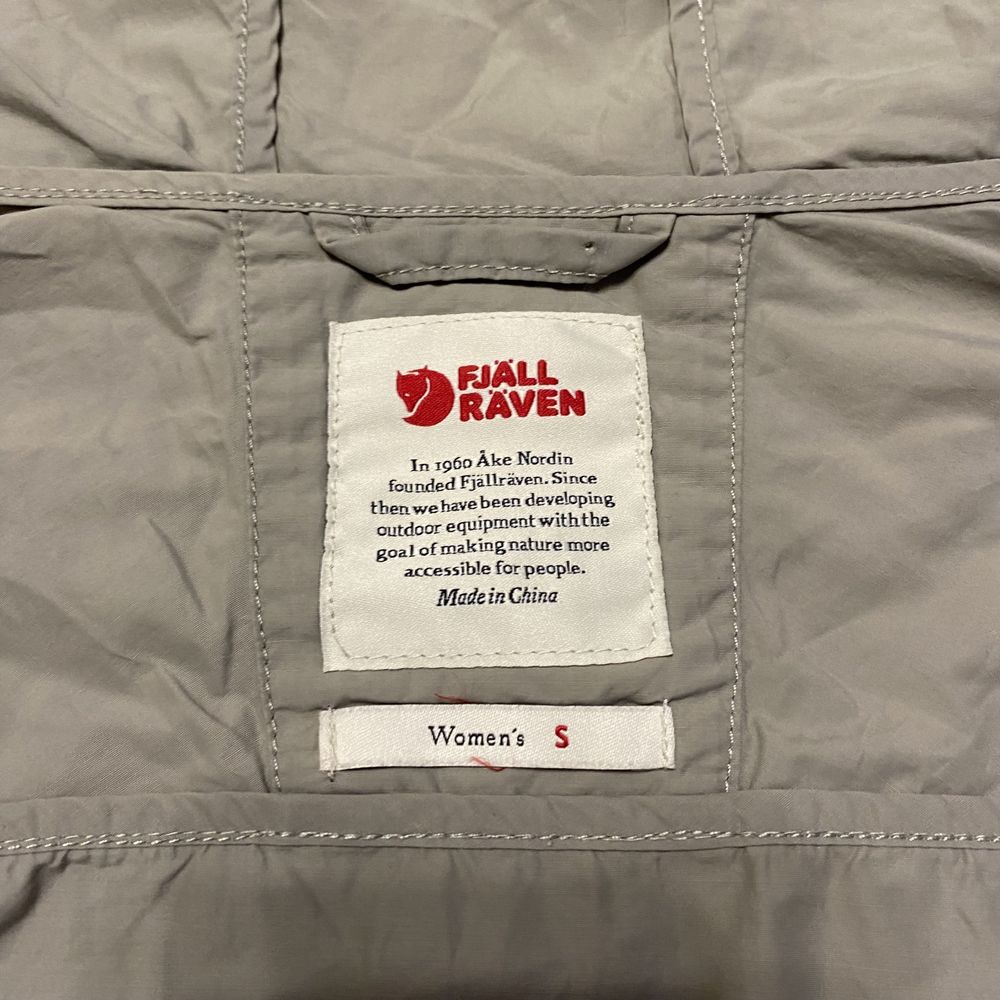 FJÄLL
RÄVEN
In 1960 Åke Nordin
founded Fjällräven. Since
then we have been developing
outdoor equipment with the
goal of making nature more
accessible for people.
Made in China
Women's S